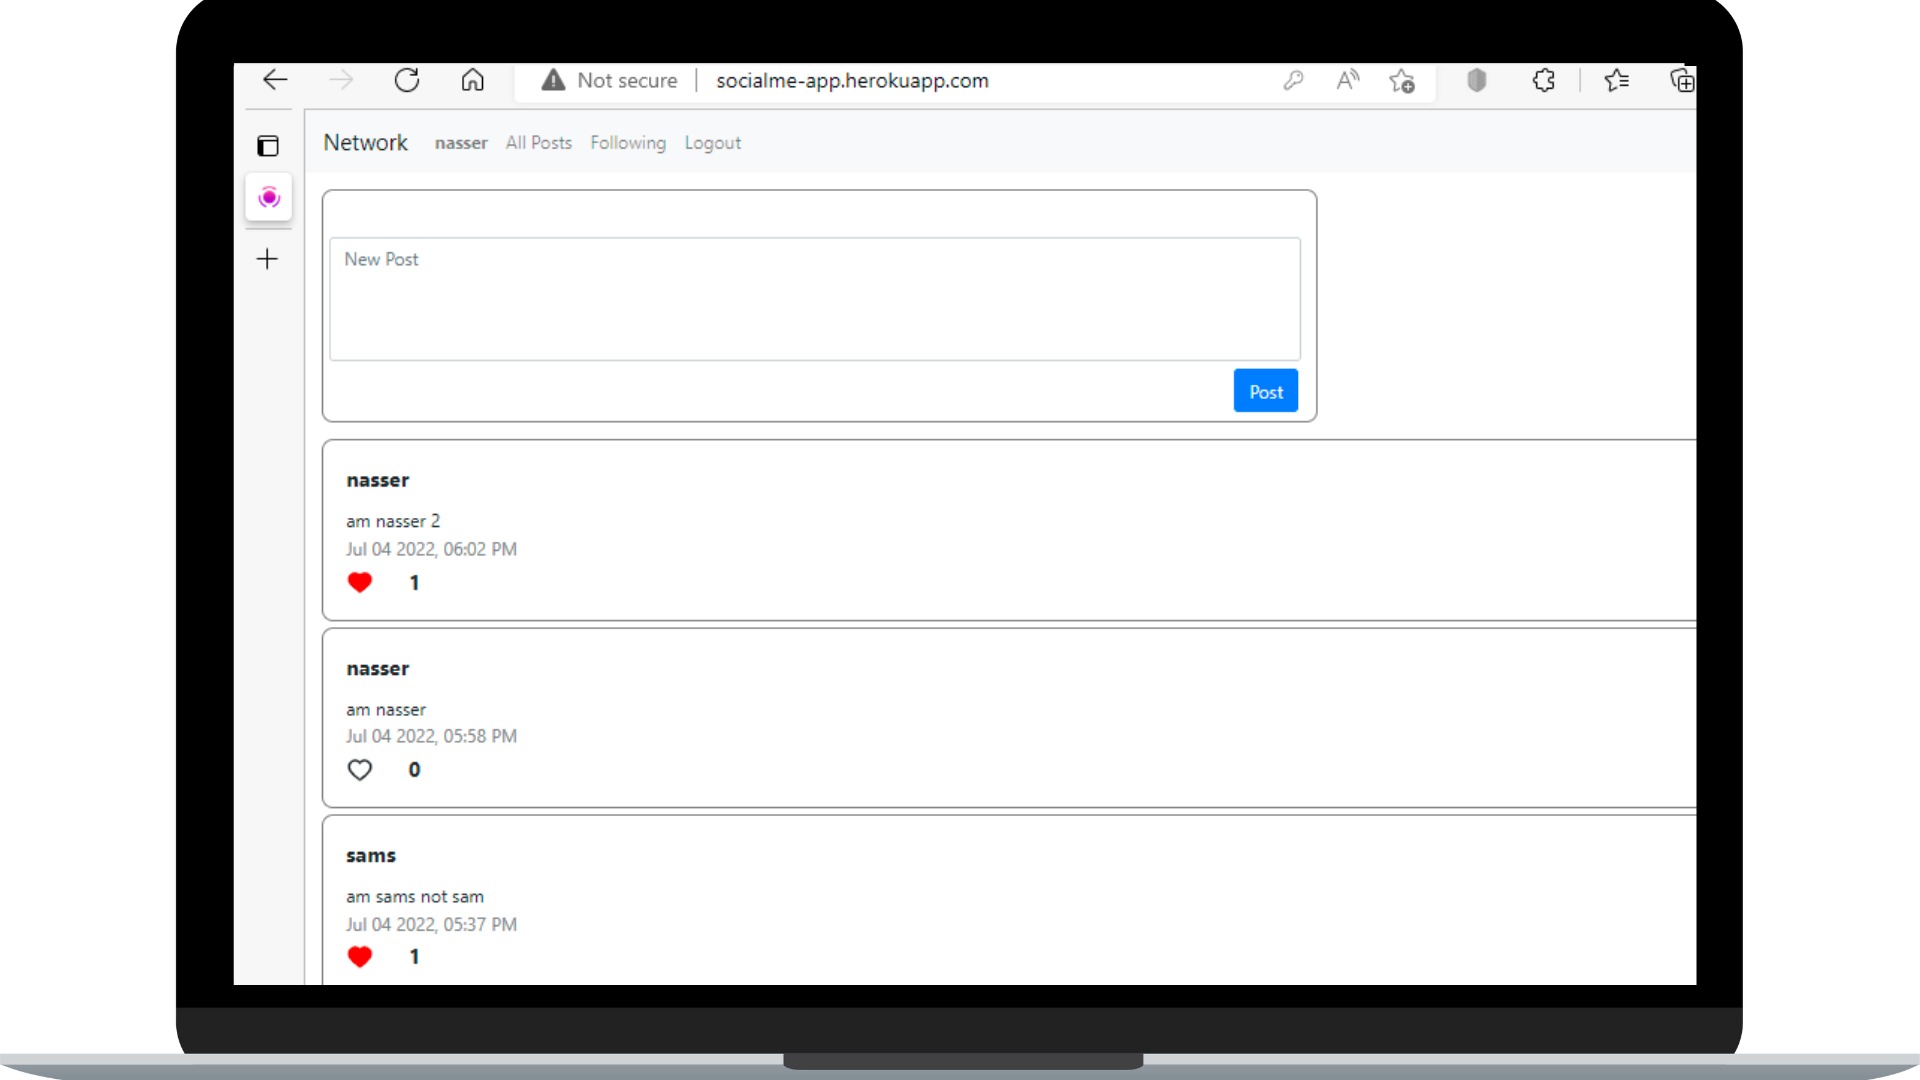 Not secure socialme-app.herokuapp.com
Network nasser All Posts Following Logout
New Post
Post
nasser
am nasser 2
Jul 04 2022, 06:02 PM
1
nasser
am nasser
Jul 04 2022, 05:58 PM
0
sams
am sams not sam
Jul 04 2022, 05:37 PM
1